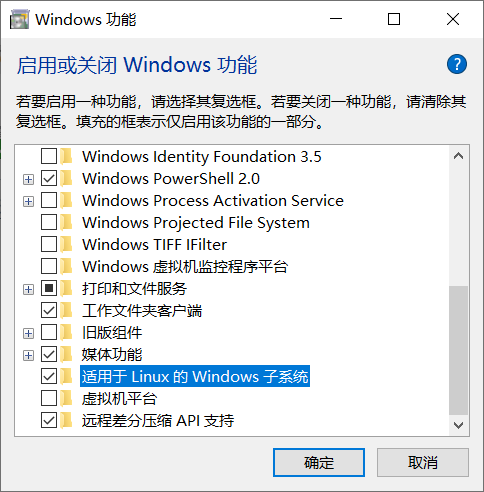 Windows 功能
启用或关闭 Windows 功能
?
若要启用一种功能，请选择其复选框。若要关闭一种功能，请清除其
复选框。填充的框表示仅启用该功能的一部分。
Windows Identity Foundation 3.5
Windows PowerShell 2.0
Windows Process Activation Service
Windows Projected File System
Windows TIFF IFilter
Windows 虚拟机监控程序平台
打印和文件服务
工作文件夹客户端
旧版组件
媒体功能
适用于 Linux 的 Windows 子系统
虚拟机平台
远程差分压缩 API 支持
确定
取消